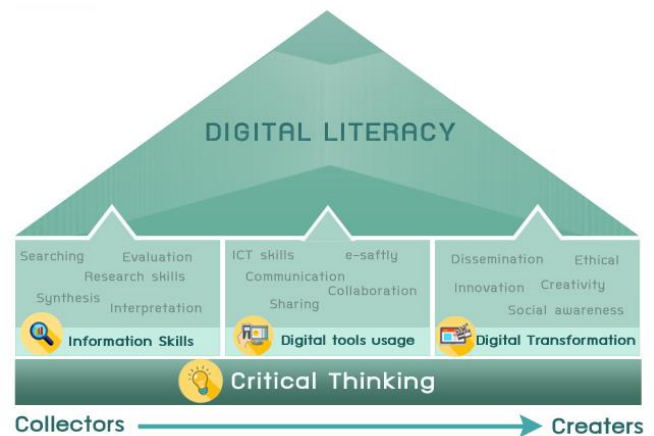 DIGITAL LITERACY
Searching Evaluation
Research skills
Synthesis Interpretation
Information Skills
ICT skills e-saftly
Communication
Collaboration
Sharing
Digital tools usage
Dissemination Ethical
Innovation Creativity
Social awareness
Digital Transformation
Critical Thinking
Collectors Creaters